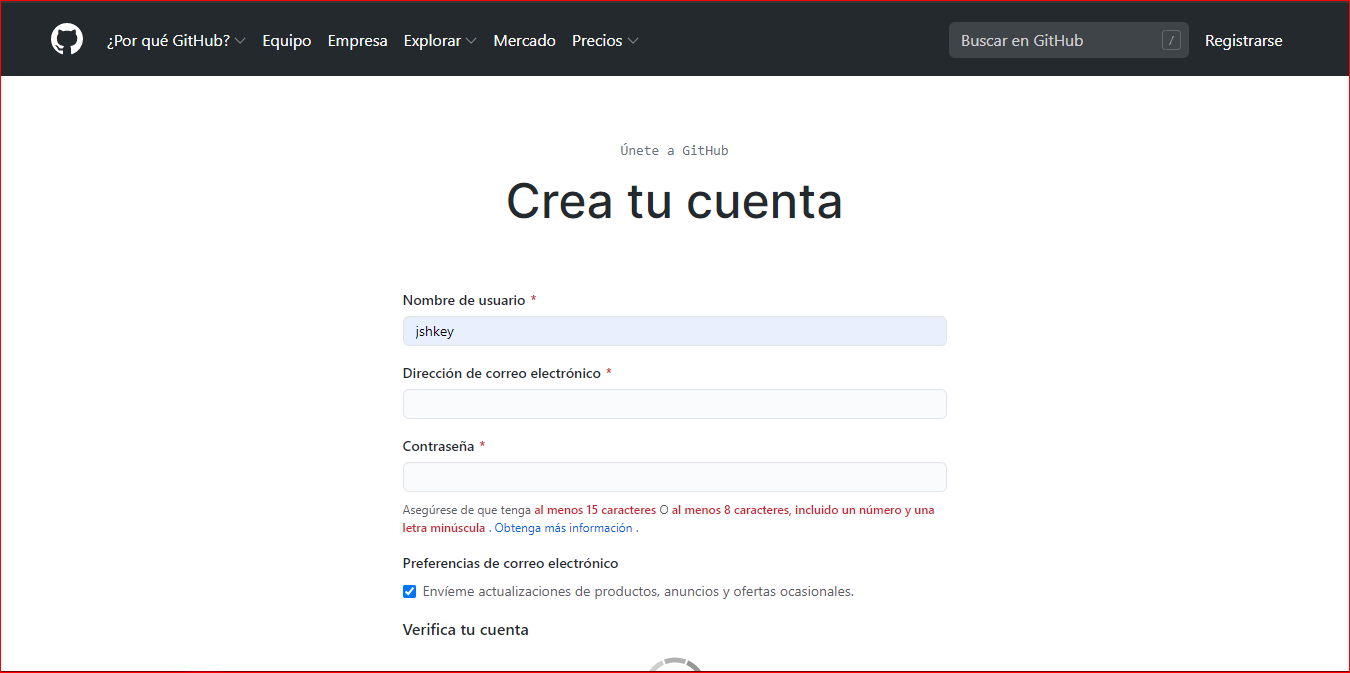 ¿Por qué GitHub? Equipo Empresa Explorar Mercado Precios Buscar en GitHub / Registrarse
Únete a GitHub
Crea tu cuenta
Nombre de usuario *
jshkey
Dirección de correo electrónico *
Contraseña *
Asegúrese de que tenga al menos 15 caracteres O al menos 8 caracteres, incluido un número y una
letra minúscula . Obtenga más información .
Preferencias de correo electrónico
Envíeme actualizaciones de productos, anuncios y ofertas ocasionales.
Verifica tu cuenta